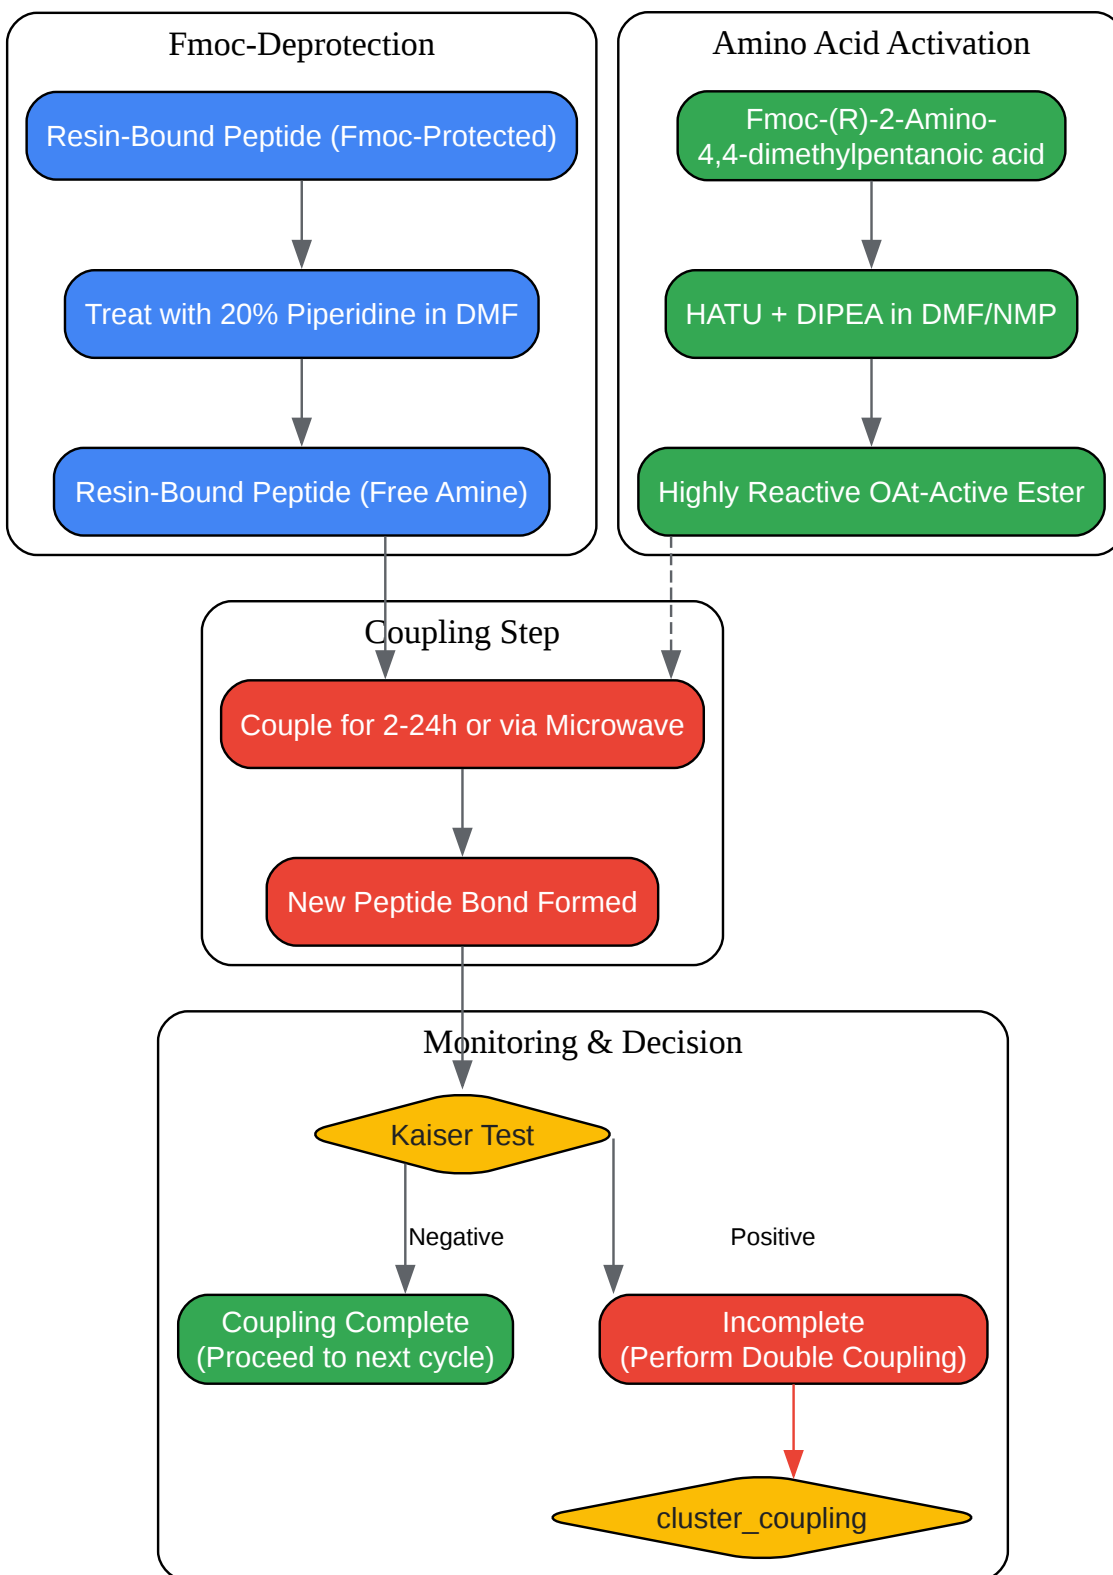 Fmoc-Deprotection
Resin-Bound Peptide (Fmoc-Protected)
Treat with 20% Piperidine in DMF
Resin-Bound Peptide (Free Amine)
Amino Acid Activation
Fmoc-(R)-2-Amino-
4,4-dimethylpentanoic acid
HATU + DIPEA in DMF/NMP
Highly Reactive OAt-Active Ester
Coupling Step
Couple for 2-24h or via Microwave
New Peptide Bond Formed
Monitoring & Decision
Kaiser Test
Negative
Positive
Coupling Complete
(Proceed to next cycle)
Incomplete
(Perform Double Coupling)
cluster_coupling